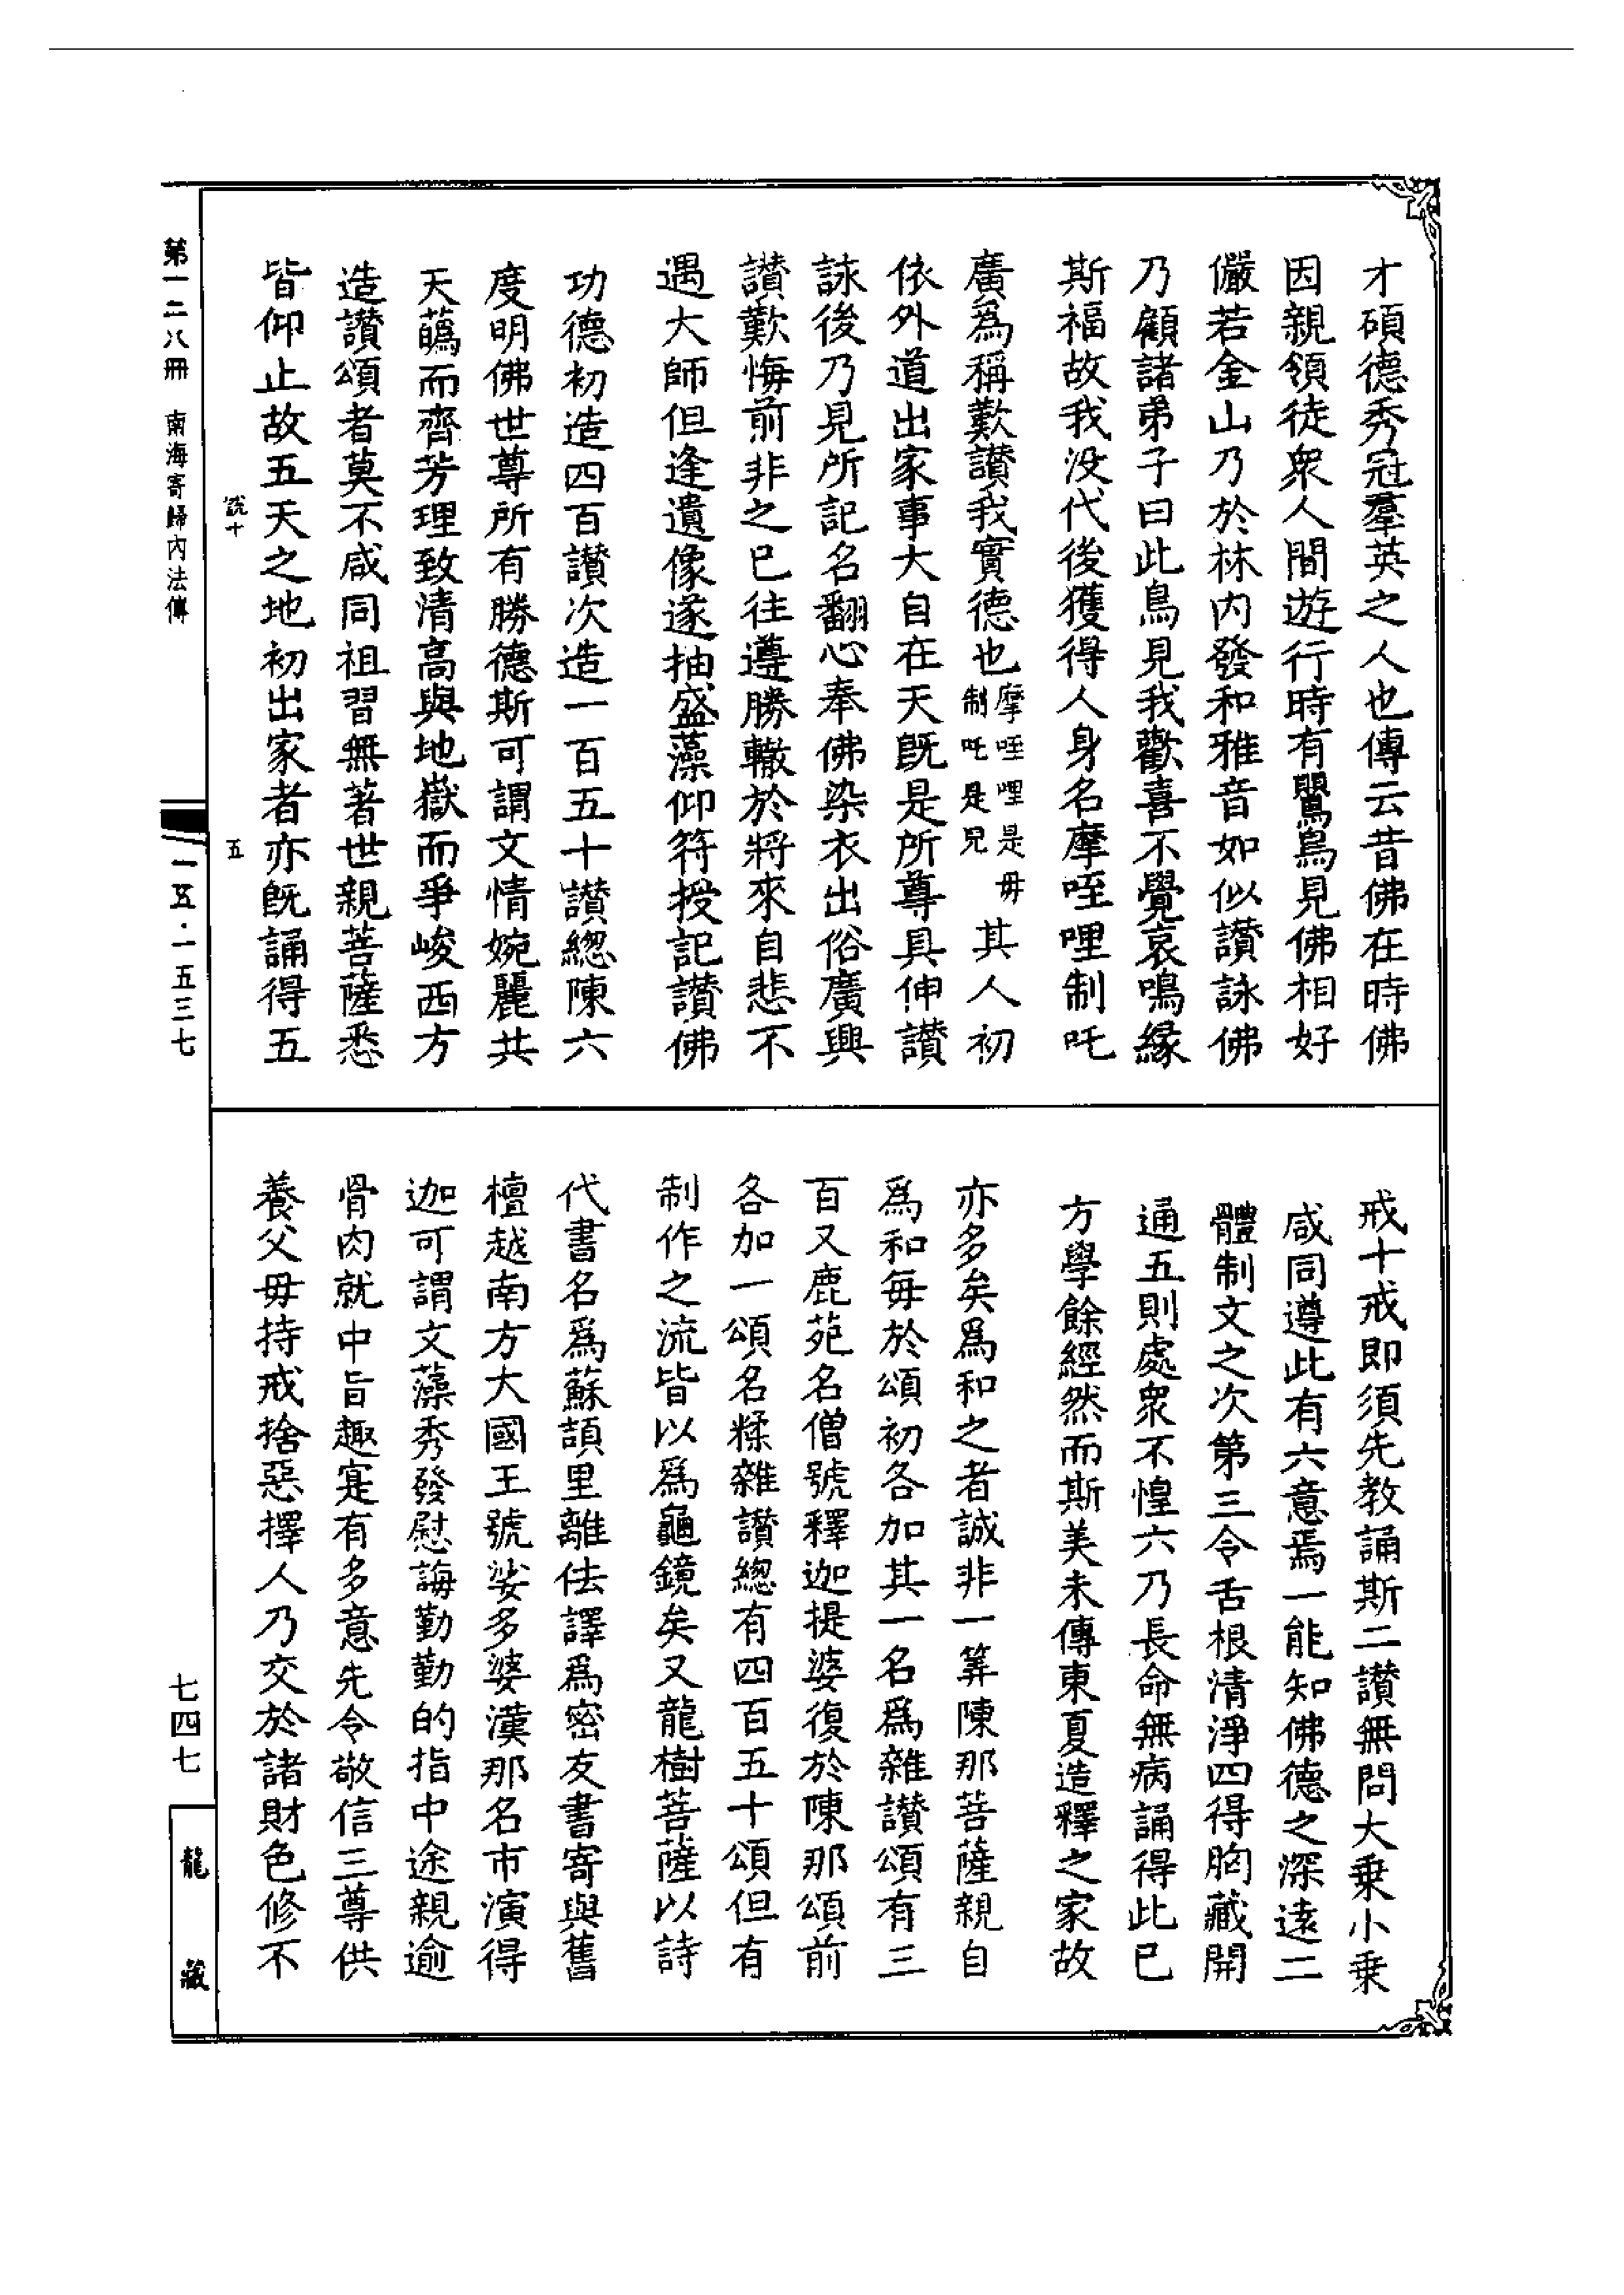 才碩德秀冠羣英之人也傳云昔佛在時佛
因親領徒衆人間遊行時有鸎鳥見佛相好
儼若金山乃於林内發和雅音如似讃詠佛
乃顧諸弟子曰此鳥見我歡喜不覺哀鳴緣
斯福故我没代後獲得人身名摩咥哩制吒
廣為稱歎讃我實德也摩咥哩是毋制吒是皃其人初
依外道出家事大自在天旣是所尊具伸讃
詠後乃見所記名翻心奉佛染衣出俗廣興
讃歎悔前非之已往遵勝轍於將來自悲不
遇大師但逢遺像遂抽盛藻仰符授記讃佛
功德初造四百讃次造一百五十讃緫陳六
度明佛世尊所有勝德斯可謂文情婉麗共
天蘤而齊芳理致清高與地嶽而爭峻西方
造讃頌者莫不咸同祖習無著世親菩薩悉
皆仰止故五天之地初出家者亦旣誦得五
戒十戒即須先教誦斯二讃無問大乗小乗
咸同遵此有六意焉一能知佛德之深逺二
體制文之次第三令舌根清淨四得胷藏開
通五則處衆不惶六乃長命無病誦得此已
方學餘經然而斯美未傳東夏造釋之家故
亦多矣爲和之者誠非一筭陳那菩薩親自
爲和每於頌初各加其一名爲雜讃頌有三
百又鹿苑名僧號釋迦提婆復於陳那頌前
各加一頌名糅雜讃緫有四百五十頌但有
制作之流皆以爲龜鏡矣又龍樹菩薩以詩
代書名爲蘇頡里離佉譯爲密友書寄與舊
檀越南方大國王號娑多婆漢那名市演得
迦可謂文藻秀發慰誨勤勤的指中途親逾
骨肉就中旨趣寔有多意先令敬信三尊供
養父毋持戒捨惡擇人乃交於諸財色修不
五
第一二八冊 南海寄歸內法傳
一五·一五三七
七四七
龍藏